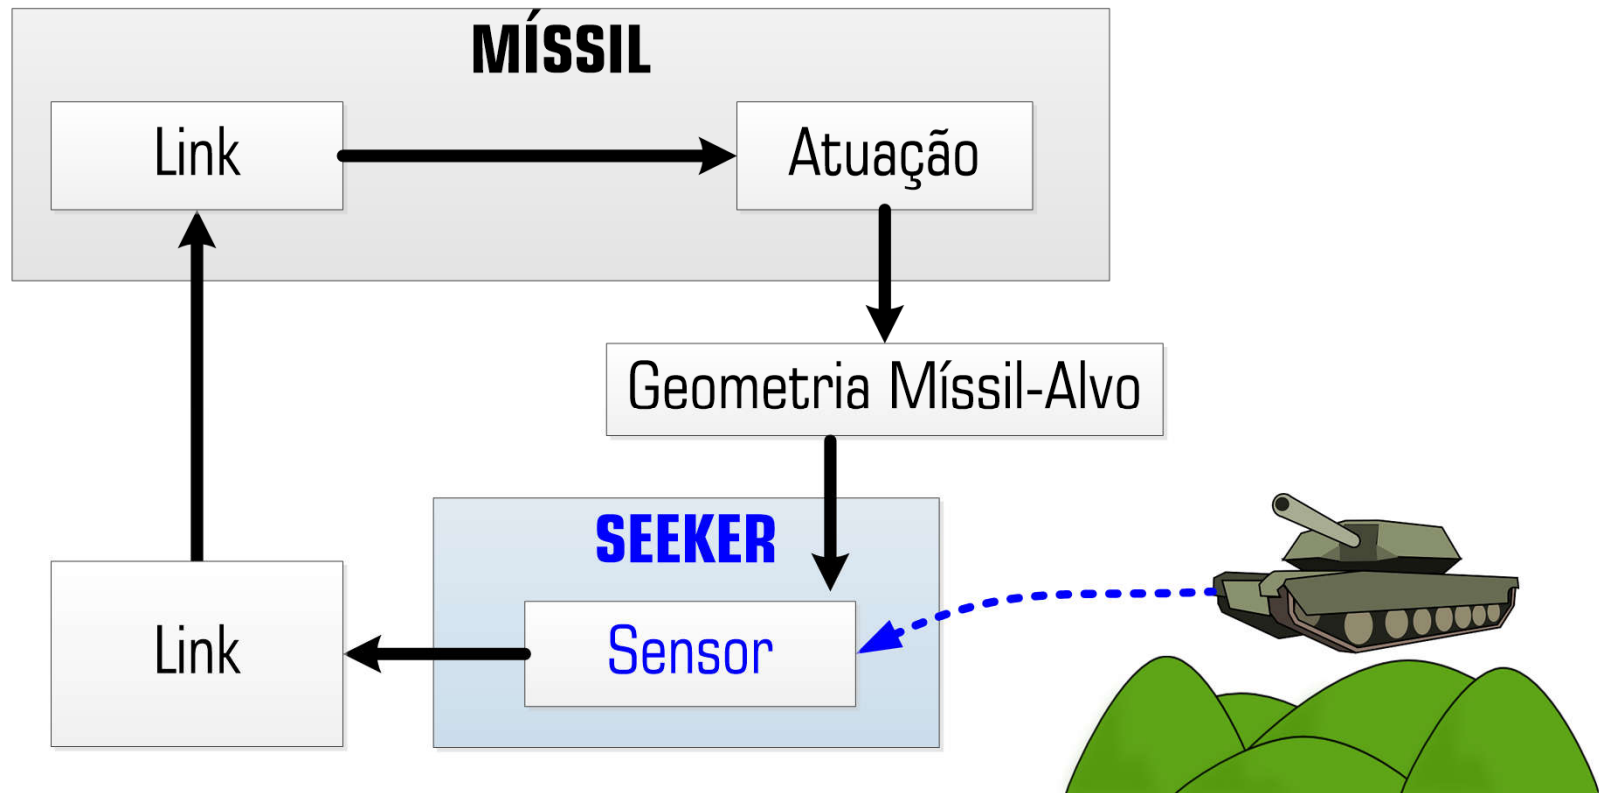 MÍSSIL
Link
Atuação
Geometria Míssil-Alvo
SEEKER
Link
Sensor